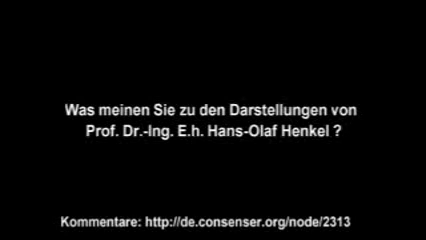 Was meinen Sie zu den Darstellungen von
Prof. Dr.-Ing. E.h. Hans-Olaf Henkel ?
Kommentare: http://de.consenser.org/node/2313